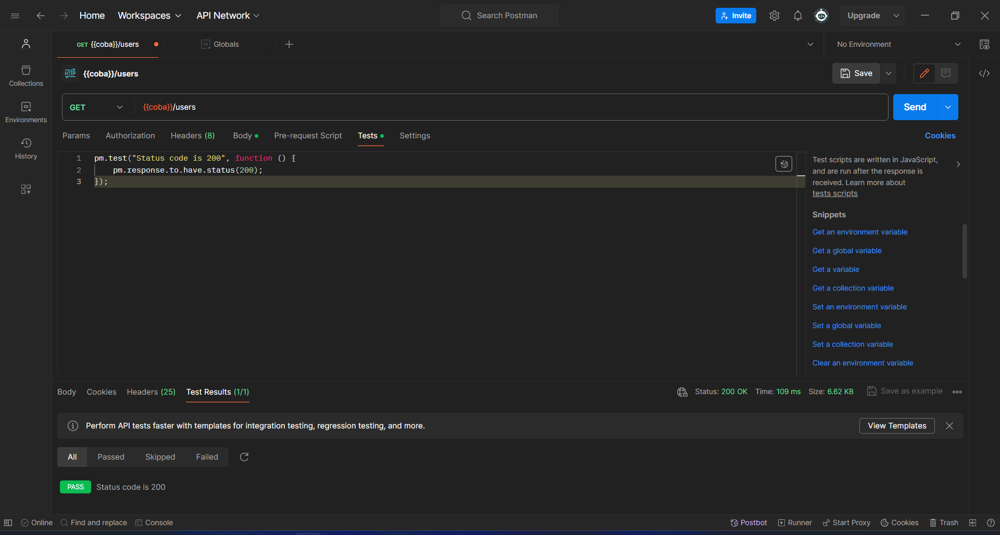 Home Workspaces API Network Search Postman Invite Upgrade
GET {{coba}}/users Globals No Environment
HTTP {{coba}}/users Save
Collections
GET {{coba}}/users Send
Environments
Params Authorization Headers (8) Body Tests Pre-request Script Settings Cookies
History
1 pm.test("Status code is 200", function () {
2 pm.response.to.have.status(200);
3 });
Test scripts are written in JavaScript,
and are run after the response is
received. Learn more about
tests scripts
Snippets
Get an environment variable
Get a global variable
Get a variable
Get a collection variable
Set an environment variable
Set a global variable
Set a collection variable
Clear an environment variable
Body Cookies Headers (25) Test Results (1/1) Status: 200 OK Time: 109 ms Size: 6.62 KB Save as example
Perform API tests faster with templates for integration testing, regression testing, and more. View Templates
All Passed Skipped Failed
PASS Status code is 200
Online Find and replace Console Postbot Runner Start Proxy Cookies Trash